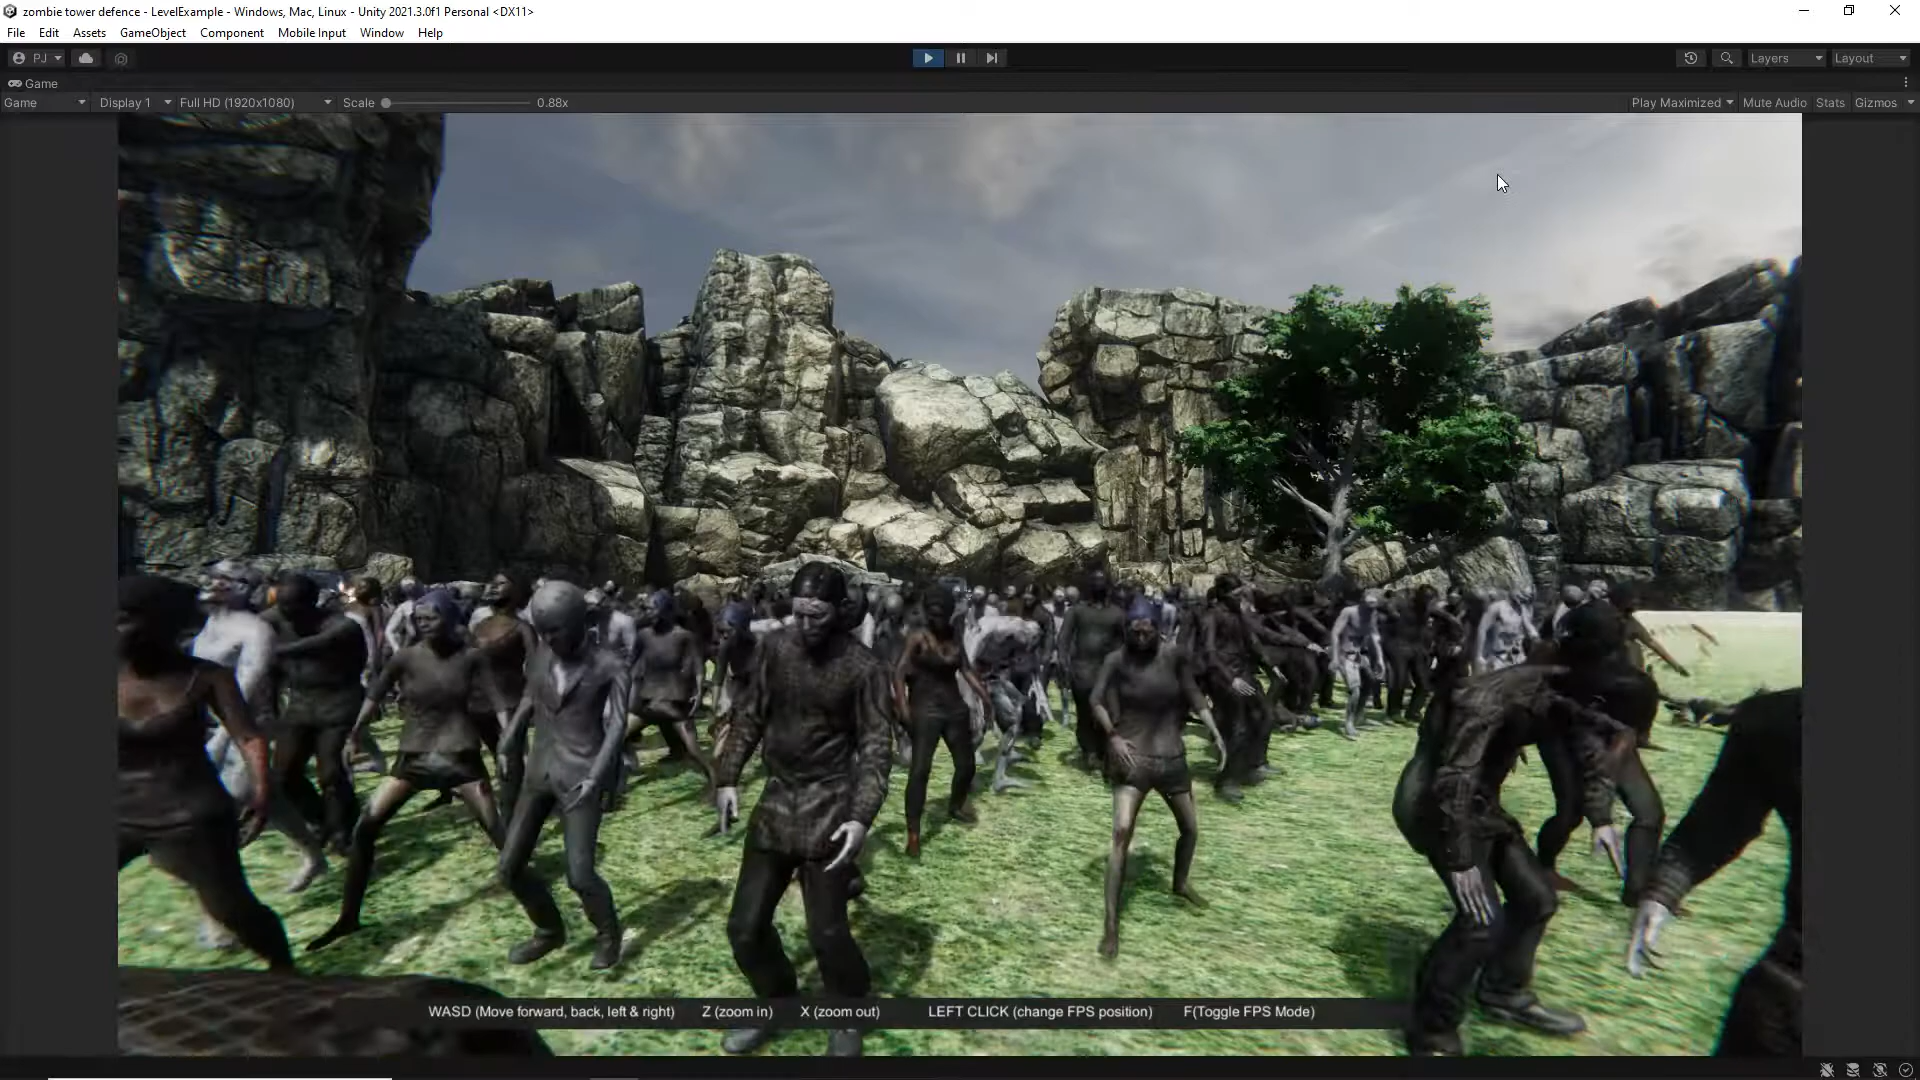 zombie tower defence - LevelExample - Windows, Mac, Linux - Unity 2021.3.0f1 Personal <DX11>
File Edit Assets GameObject Component Mobile Input Window Help
PJ Layers Layout
Game
Game Display 1 Full HD (1920x1080) Scale 0.88x Play Maximized Mute Audio Stats Gizmos
WASD (Move forward, back, left & right) Z (zoom in) X (zoom out) LEFT CLICK (change FPS position) F(Toggle FPS Mode)